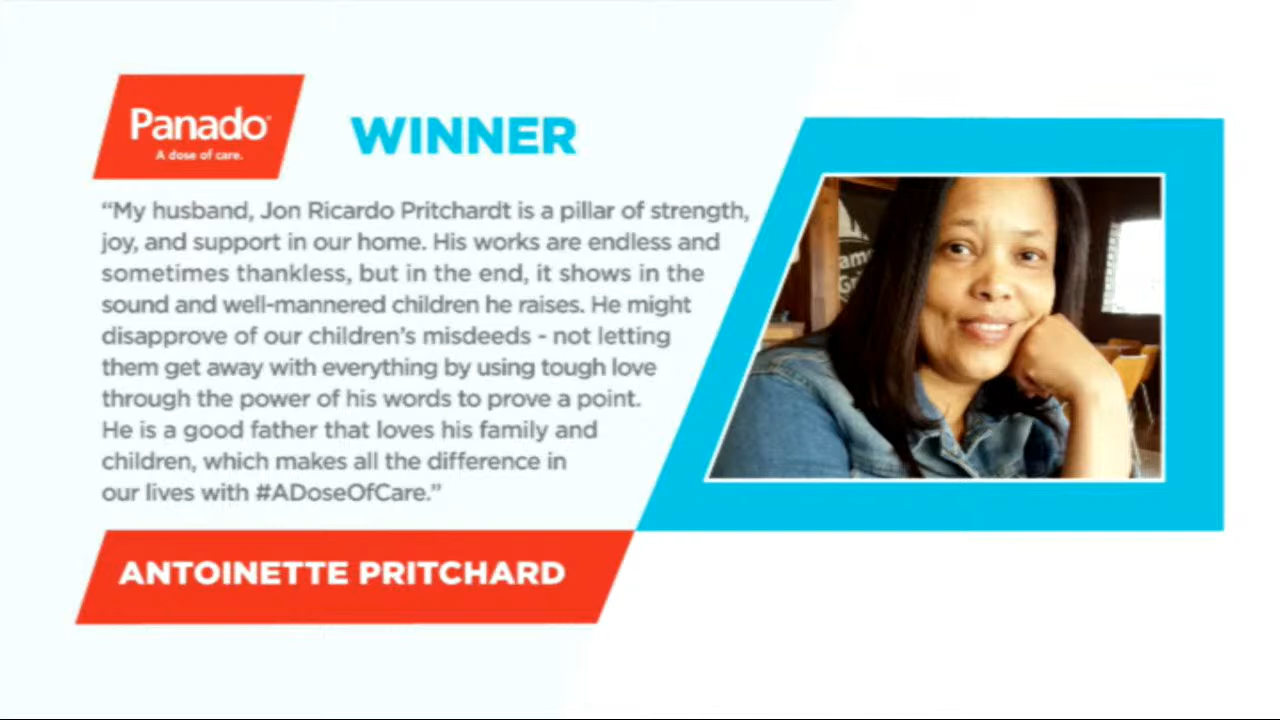 Panado
A dose of care.
WINNER
“My husband, Jon Ricardo Pritchardt is a pillar of strength,
joy, and support in our home. His works are endless and
sometimes thankless, but in the end, it shows in the
sound and well-mannered children he raises. He might
disapprove of our children’s misdeeds - not letting
them get away with everything by using tough love
through the power of his words to prove a point.
He is a good father that loves his family and
children, which makes all the difference in
our lives with #ADoseOfCare.”
ANTOINETTE PRITCHARD